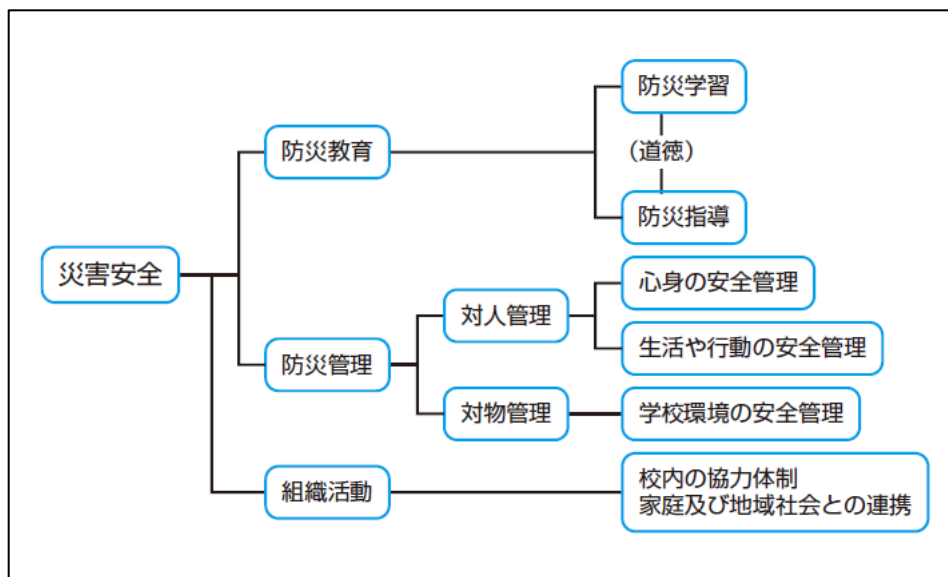 災害安全
防災教育
防災学習
（道徳）
防災指導
防災管理
対人管理
心身の安全管理
生活や行動の安全管理
対物管理
学校環境の安全管理
組織活動
校内の協力体制
家庭及び地域社会との連携